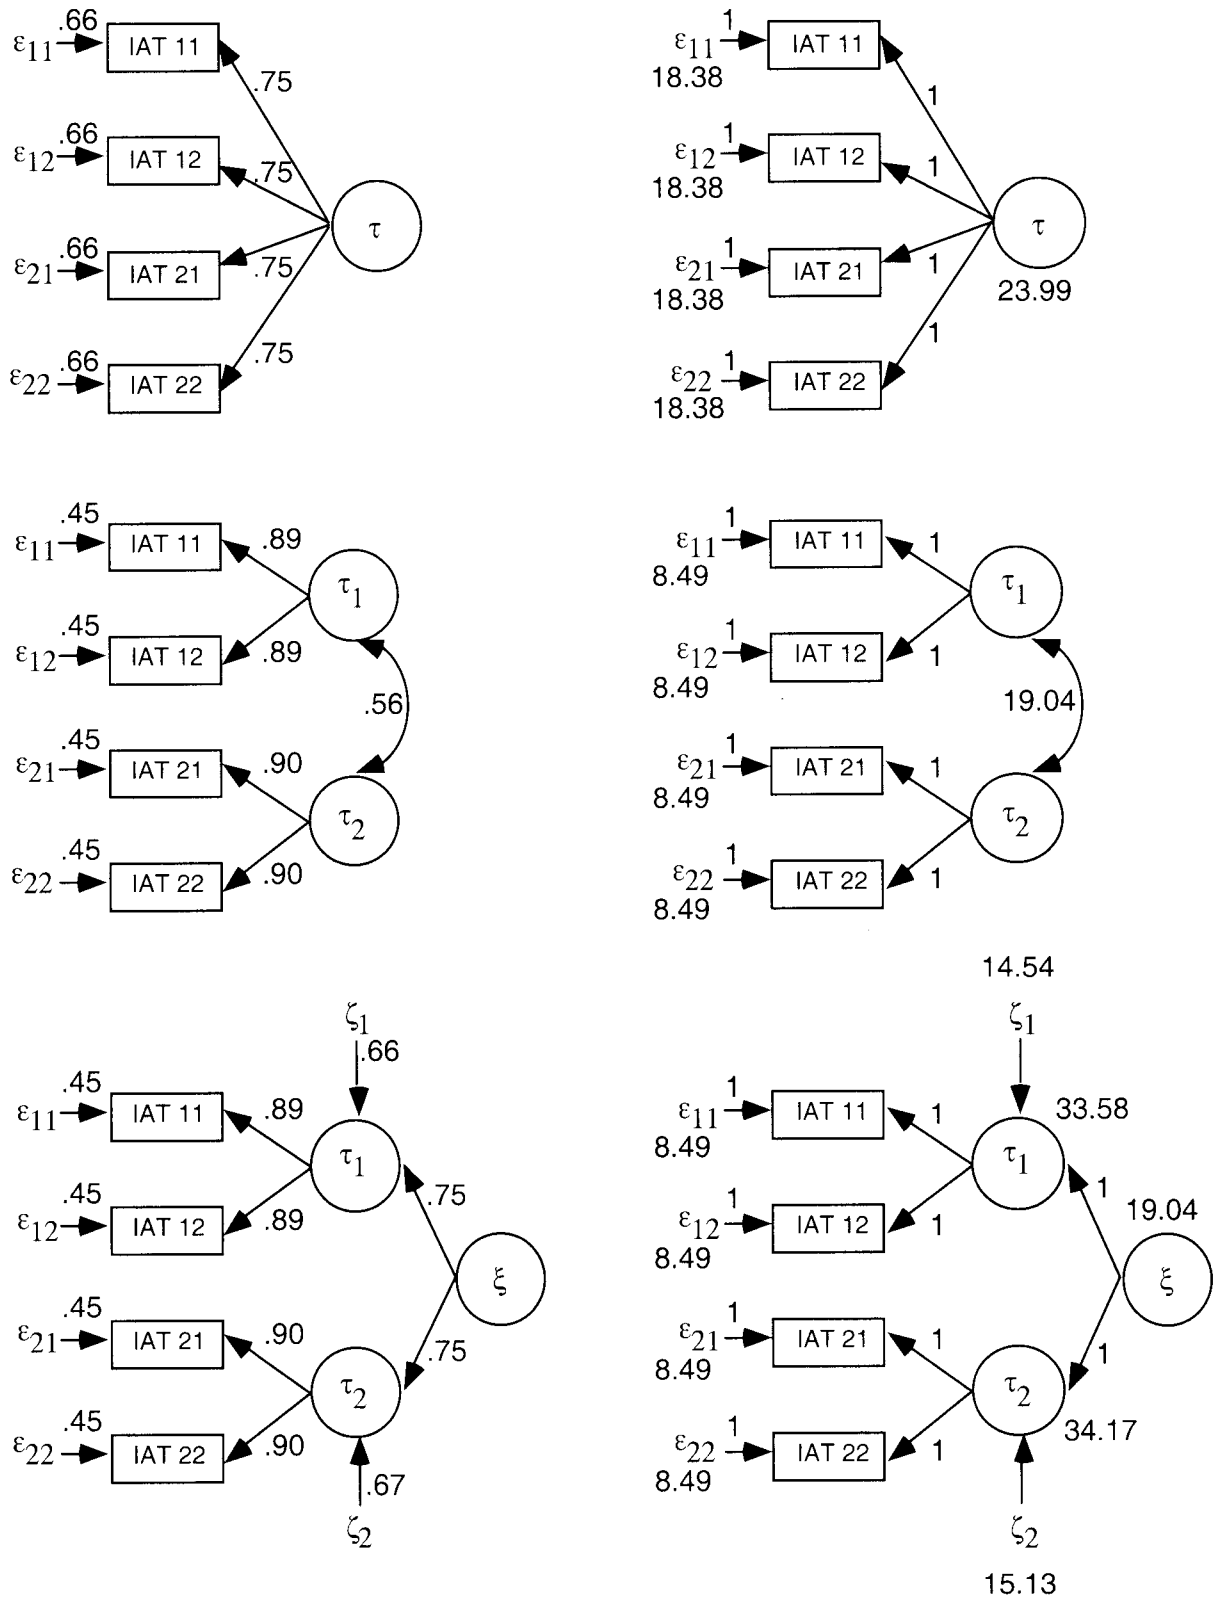 .66
ε11
IAT 11
.75
.66
ε12
IAT 12
.75
τ
.66
ε21
IAT 21
.75
.66
ε22
IAT 22
.75
1
ε11
18.38
IAT 11
1
1
ε12
18.38
IAT 12
1
τ
23.99
1
ε21
18.38
IAT 21
1
1
ε22
18.38
IAT 22
1
.45
ε11
IAT 11
.89
τ1
.45
ε12
IAT 12
.89
.56
.45
ε21
IAT 21
.90
τ2
.45
ε22
IAT 22
.90
1
ε11
8.49
IAT 11
1
τ1
1
ε12
8.49
IAT 12
1
19.04
1
ε21
8.49
IAT 21
1
τ2
1
ε22
8.49
IAT 22
1
ζ1
.66
.45
ε11
IAT 11
.89
τ1
.45
ε12
IAT 12
.89
.75
ξ
.45
ε21
IAT 21
.90
.75
τ2
.45
ε22
IAT 22
.90
.67
ζ2
14.54
ζ1
1
ε11
8.49
IAT 11
1
τ1
33.58
1
ε12
8.49
IAT 12
1
1
19.04
ξ
1
ε21
8.49
IAT 21
1
1
τ2
34.17
1
ε22
8.49
IAT 22
1
ζ2
15.13